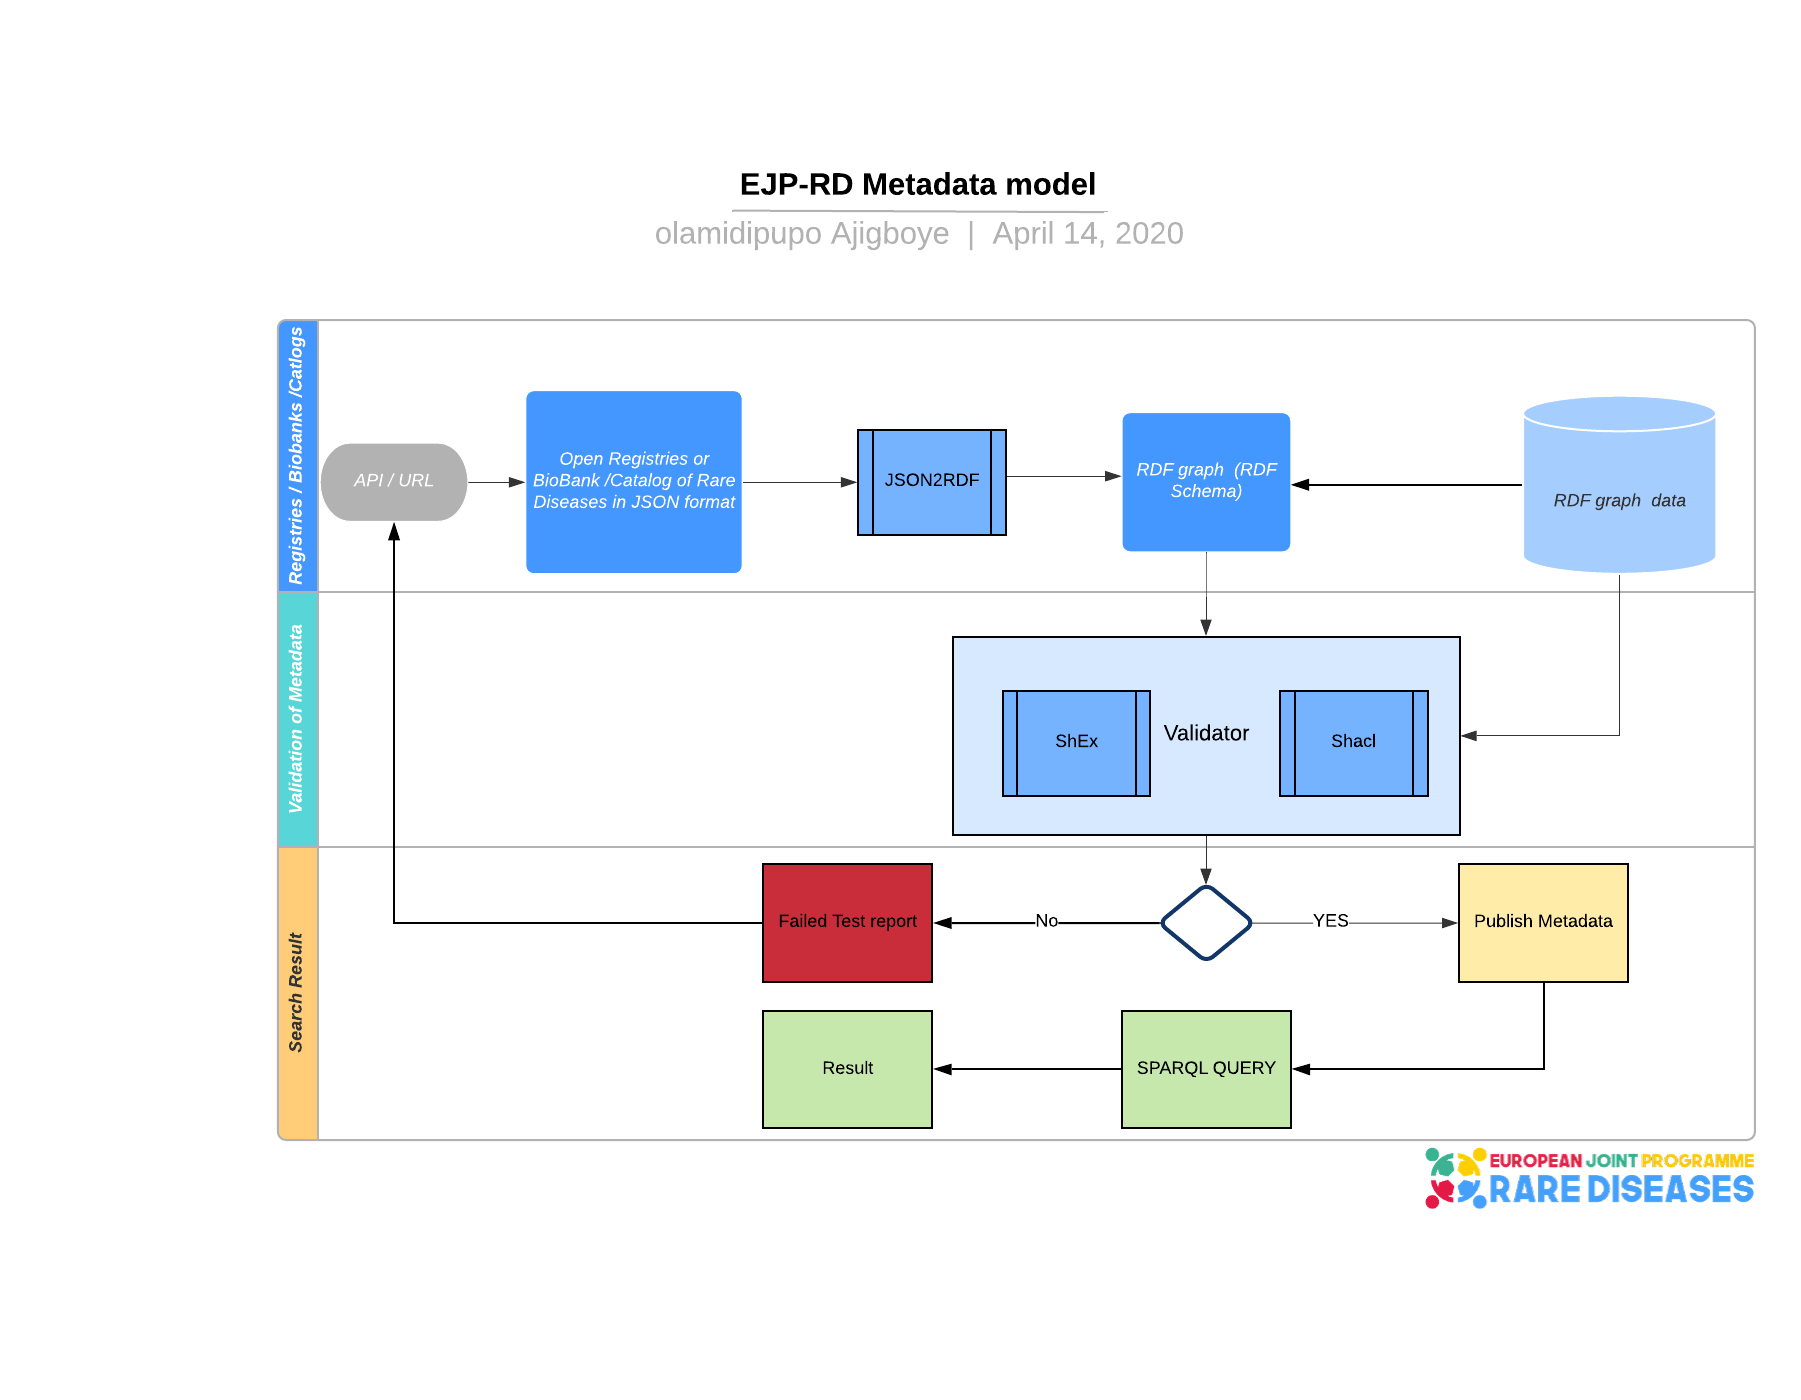 EJP-RD Metadata model
olamidipupo Ajigboye | April 14, 2020
Registries / Biobanks /Catlogs
API / URL
Open Registries or
BioBank /Catalog of Rare
Diseases in JSON format
JSON2RDF
RDF graph (RDF
Schema)
RDF graph data
Validation of Metadata
ShEx
Validator
Shacl
Search Result
Failed Test report
No
YES
Publish Metadata
Result
SPARQL QUERY
EUROPEAN JOINT PROGRAMME
RARE DISEASES